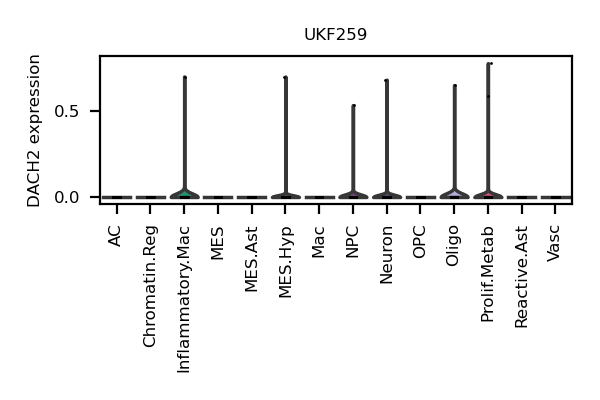 UKF259
DACH2 expression
0.5
0.0
AC
Chromatin.Reg
Inflammatory.Mac
MES
MES.Ast
MES.Hyp
Mac
NPC
Neuron
OPC
Oligo
Prolif.Metab
Reactive.Ast
Vasc